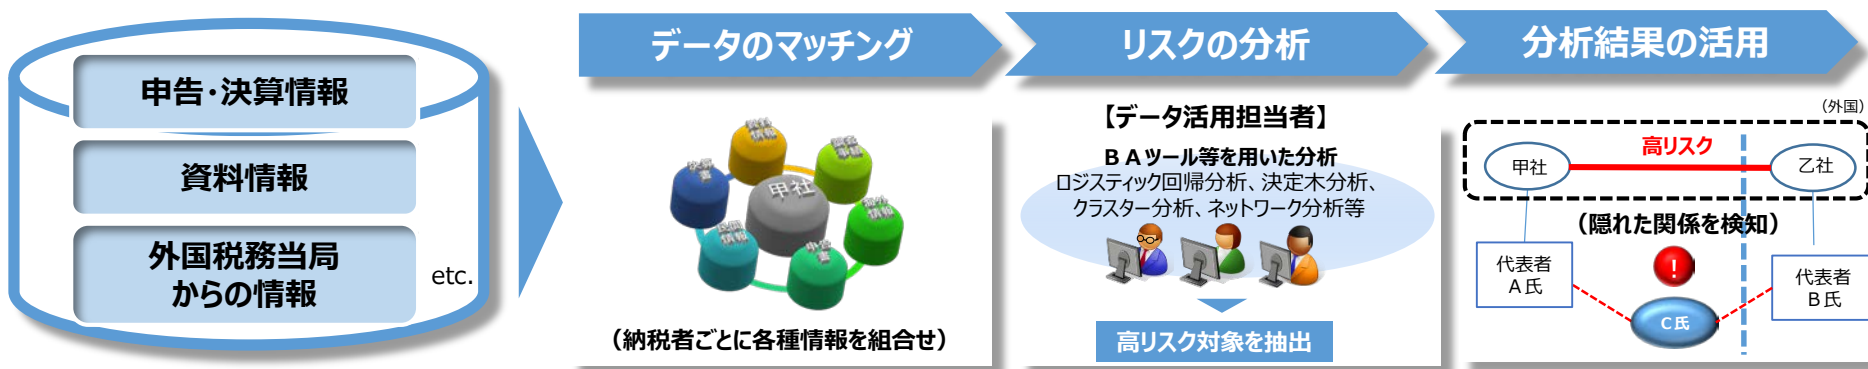 申告・決算情報
資料情報
外国税務当局
からの情報
etc.
データのマッチング
甲社
（納税者ごとに各種情報を組合せ）
リスクの分析
【データ活用担当者】
ＢＡツール等を用いた分析
ロジスティック回帰分析、決定木分析、
クラスター分析、ネットワーク分析等
高リスク対象を抽出
分析結果の活用
（外国）
高リスク
甲社
乙社
（隠れた関係を検知）
代表者
Ａ氏
!
代表者
Ｂ氏
Ｃ氏